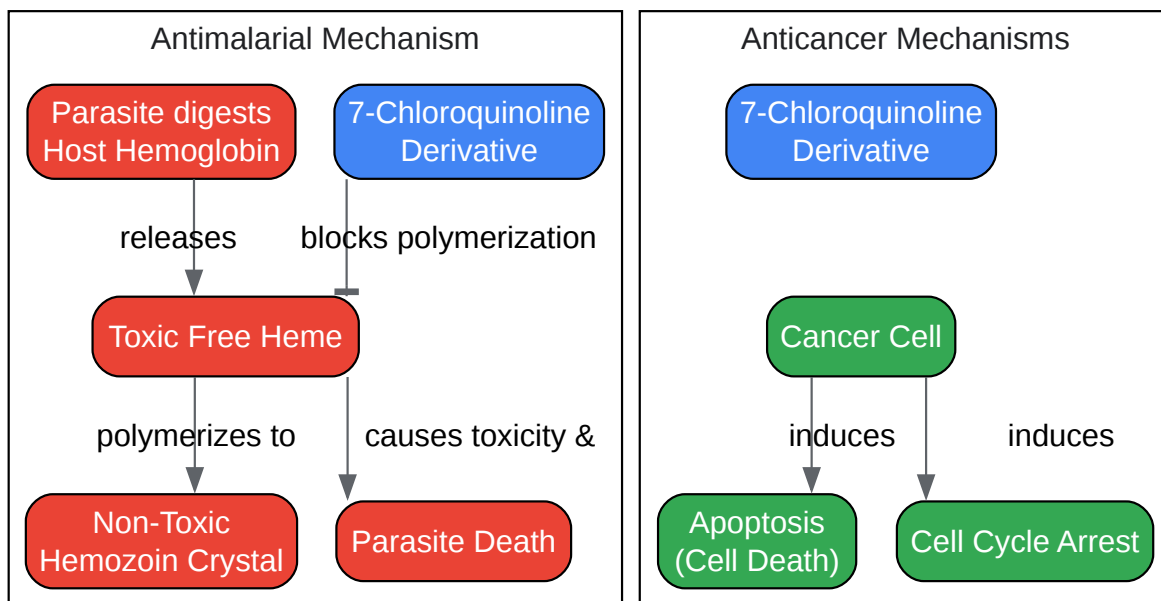 Antimalarial Mechanism
Parasite digests
Host Hemoglobin
7-Chloroquinoline
Derivative
releases
blocks polymerization
Toxic Free Heme
polymerizes to
causes toxicity &
Non-Toxic
Hemozoin Crystal
Parasite Death
Anticancer Mechanisms
7-Chloroquinoline
Derivative
Cancer Cell
induces
induces
Apoptosis
(Cell Death)
Cell Cycle Arrest